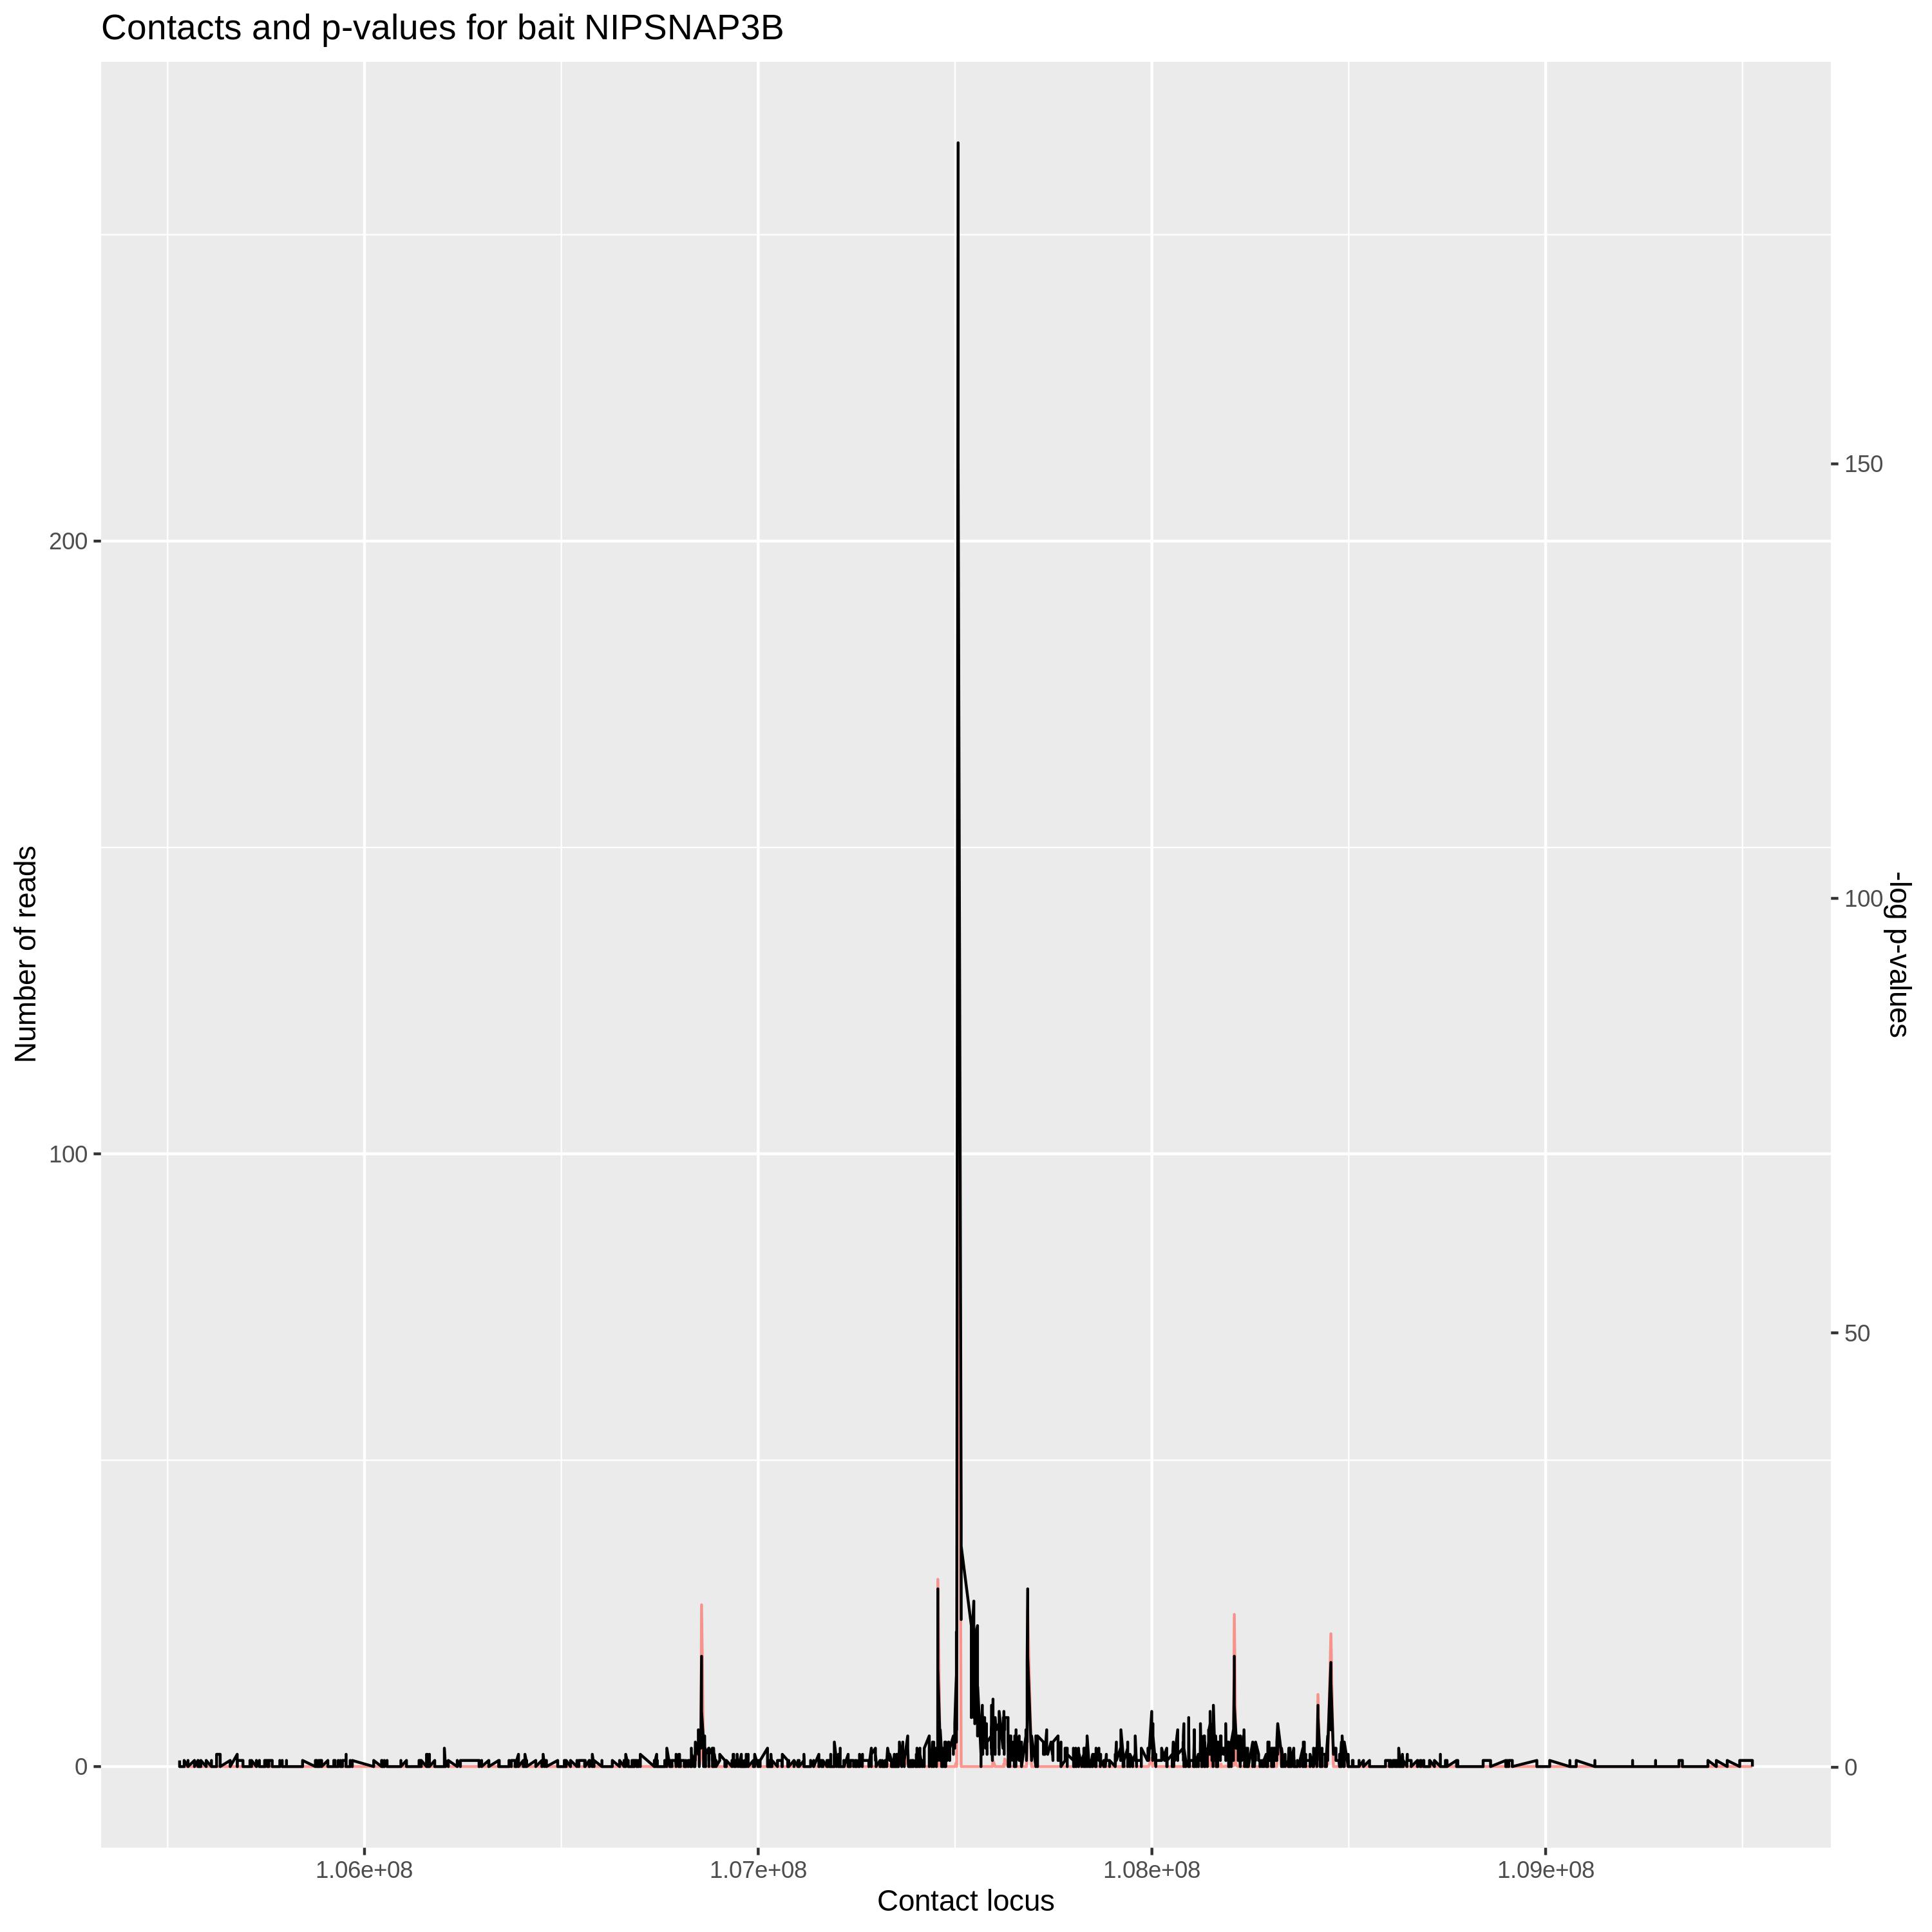 Contacts and p-values for bait NIPSNAP3B
Number of reads
200
100
0
150
100
50
0
-log p-values
1.06e+08
1.07e+08
1.08e+08
1.09e+08
Contact locus